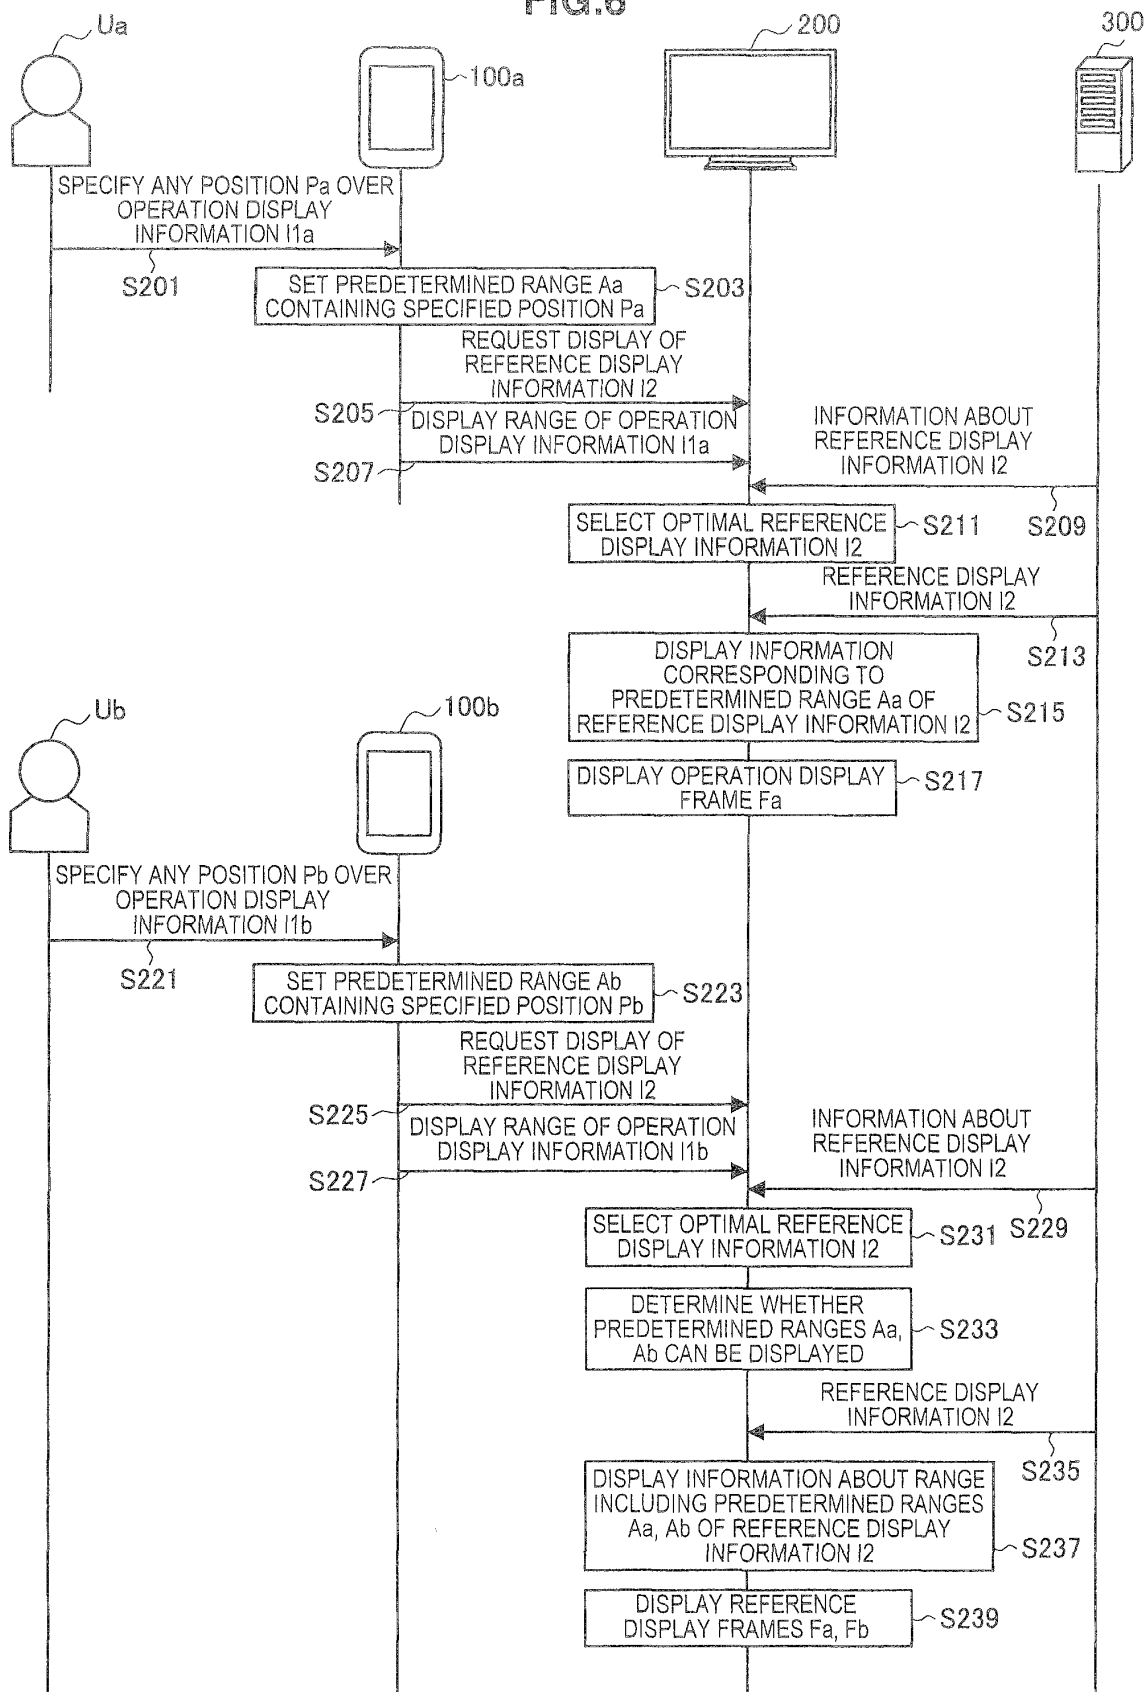 FIG.6
Ua
100a
200
300
SPECIFY ANY POSITION Pa OVER
OPERATION DISPLAY
INFORMATION I1a
S201
SET PREDETERMINED RANGE Aa
CONTAINING SPECIFIED POSITION Pa
S203
REQUEST DISPLAY OF
REFERENCE DISPLAY
INFORMATION I2
S205
DISPLAY RANGE OF OPERATION
DISPLAY INFORMATION I1a
S207
INFORMATION ABOUT
REFERENCE DISPLAY
INFORMATION I2
S209
SELECT OPTIMAL REFERENCE
DISPLAY INFORMATION I2
S211
REFERENCE DISPLAY
INFORMATION I2
S213
DISPLAY INFORMATION
CORRESPONDING TO
PREDETERMINED RANGE Aa OF
REFERENCE DISPLAY INFORMATION I2
S215
DISPLAY OPERATION DISPLAY
FRAME Fa
S217
Ub
100b
SPECIFY ANY POSITION Pb OVER
OPERATION DISPLAY
INFORMATION I1b
S221
SET PREDETERMINED RANGE Ab
CONTAINING SPECIFIED POSITION Pb
S223
REQUEST DISPLAY OF
REFERENCE DISPLAY
INFORMATION I2
S225
DISPLAY RANGE OF OPERATION
DISPLAY INFORMATION I1b
S227
INFORMATION ABOUT
REFERENCE DISPLAY
INFORMATION I2
S229
SELECT OPTIMAL REFERENCE
DISPLAY INFORMATION I2
S231
DETERMINE WHETHER
PREDETERMINED RANGES Aa,
Ab CAN BE DISPLAYED
S233
REFERENCE DISPLAY
INFORMATION I2
S235
DISPLAY INFORMATION ABOUT RANGE
INCLUDING PREDETERMINED RANGES
Aa, Ab OF REFERENCE DISPLAY
INFORMATION I2
S237
DISPLAY REFERENCE
DISPLAY FRAMES Fa, Fb
S239